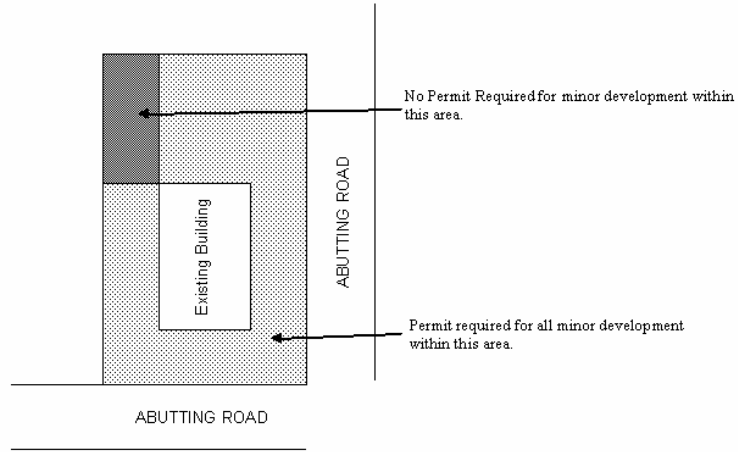 No Permit Required for minor development within
this area.
ABUTTING ROAD
Existing Building
Permit required for all minor development
within this area.
ABUTTING ROAD